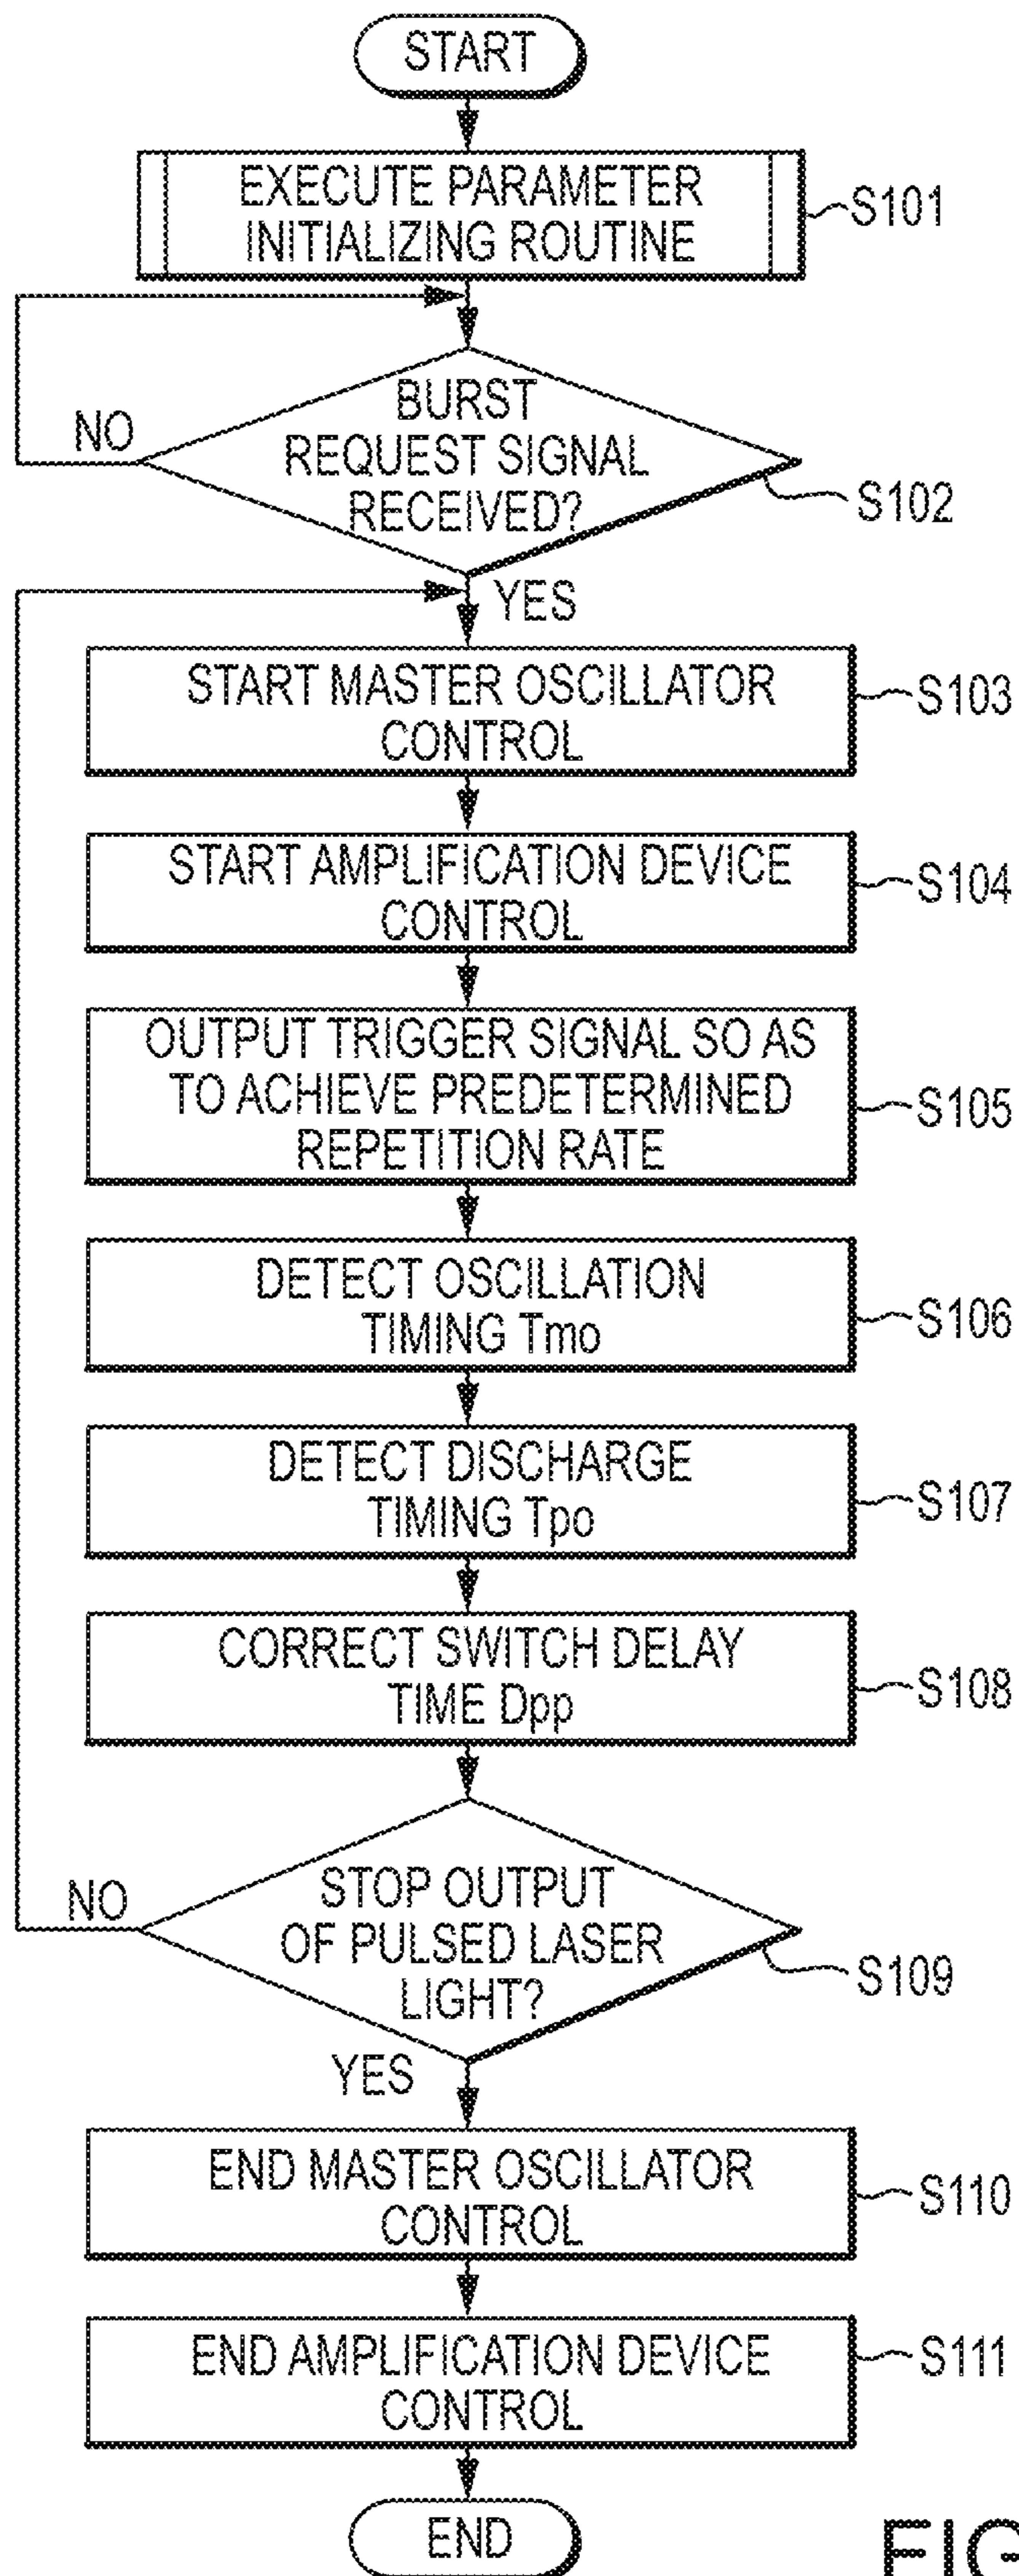 START
EXECUTE PARAMETER
INITIALIZING ROUTINE
S101
BURST
REQUEST SIGNAL
RECEIVED?
NO
S102
YES
START MASTER OSCILLATOR
CONTROL
S103
START AMPLIFICATION DEVICE
CONTROL
S104
OUTPUT TRIGGER SIGNAL SO AS
TO ACHIEVE PREDETERMINED
REPETITION RATE
S105
DETECT OSCILLATION
TIMING Tmo
S106
DETECT DISCHARGE
TIMING Tpo
S107
CORRECT SWITCH DELAY
TIME Dpp
S108
STOP OUTPUT
OF PULSED LASER
LIGHT?
NO
S109
YES
END MASTER OSCILLATOR
CONTROL
S110
END AMPLIFICATION DEVICE
CONTROL
S111
END
FIG